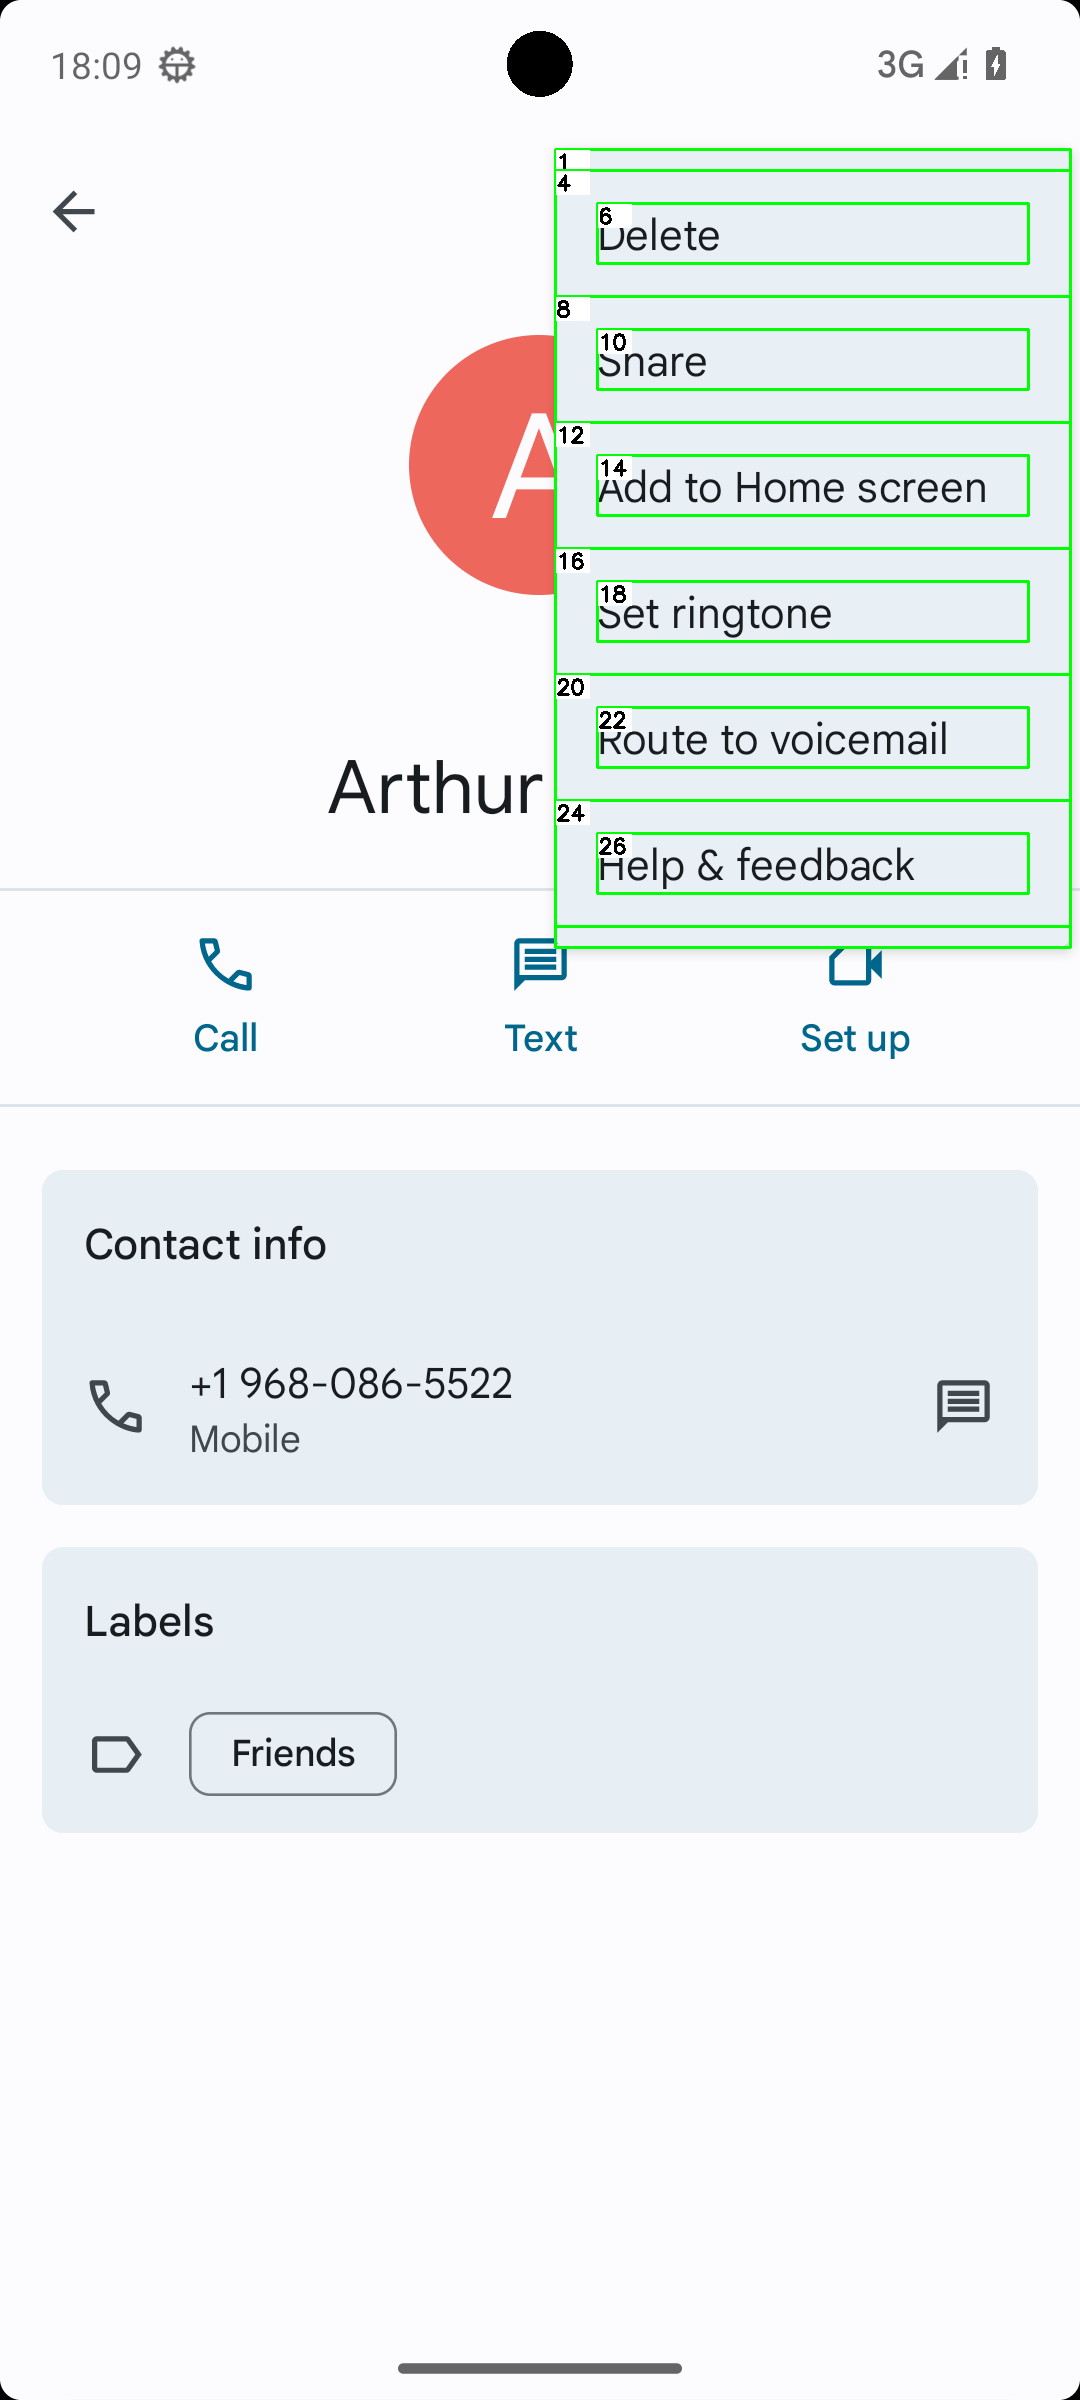 18:09
3G
1
4
6
Delete
8
10
Share
12
14
Add to Home screen
16
18
Set ringtone
20
22
Route to voicemail
Arthur
24
26
Help & feedback
A
Call
Text
Set up
Contact info
+1 968-086-5522
Mobile
Labels
Friends